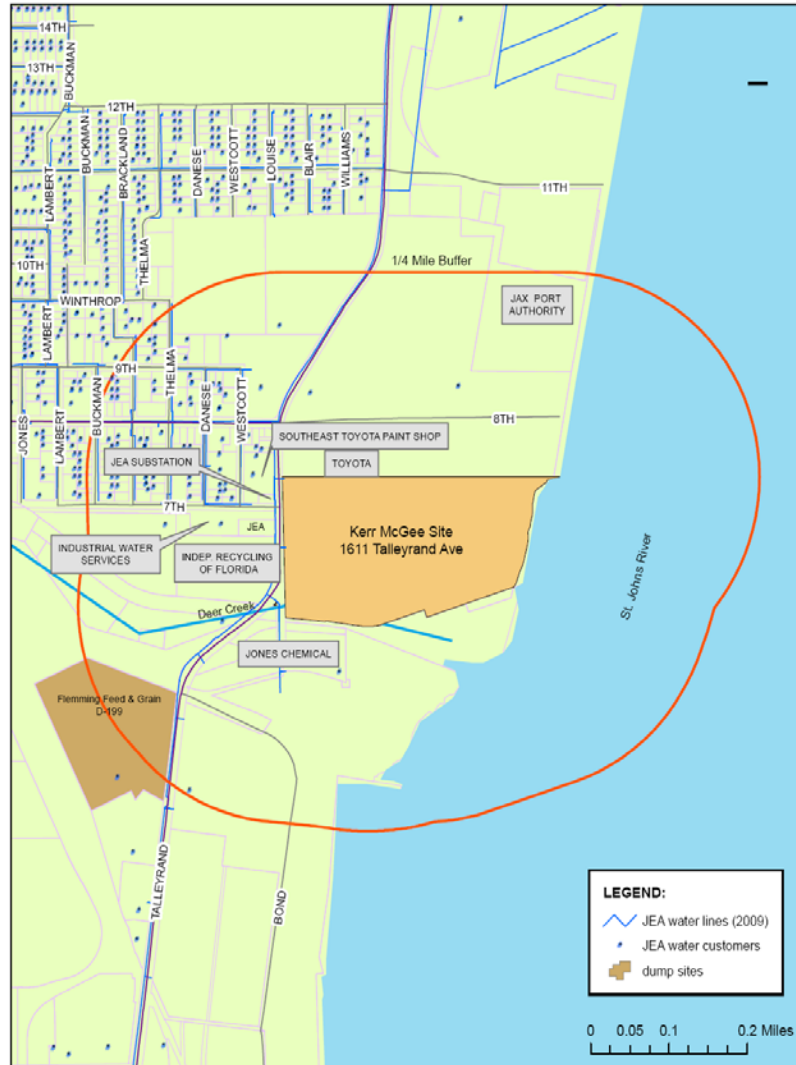 14TH
13TH
BUCKMAN
12TH
LAMBERT
BUCKMAN
BRACKLAND
THELMA
DANESE
WESTCOTT
LOUISE
BLAIR
WILLIAMS
11TH
10TH
WINTHROP
1/4 Mile Buffer
JAX PORT
AUTHORITY
LAMBERT
9TH
JONES
LAMBERT
BUCKMAN
THELMA
DANESE
WESTCOTT
8TH
SOUTHEAST TOYOTA PAINT SHOP
JEA SUBSTATION
TOYOTA
7TH
JEA
Kerr McGee Site
1611 Talleyrand Ave
INDUSTRIAL WATER
SERVICES
INDEP. RECYCLING
OF FLORIDA
St. Johns River
Deer Creek
JONES CHEMICAL
Flemming Feed & Grain
D-199
TALLEYRAND
BOND
LEGEND:
JEA water lines (2009)
JEA water customers
dump sites
0 0.05 0.1 0.2 Miles